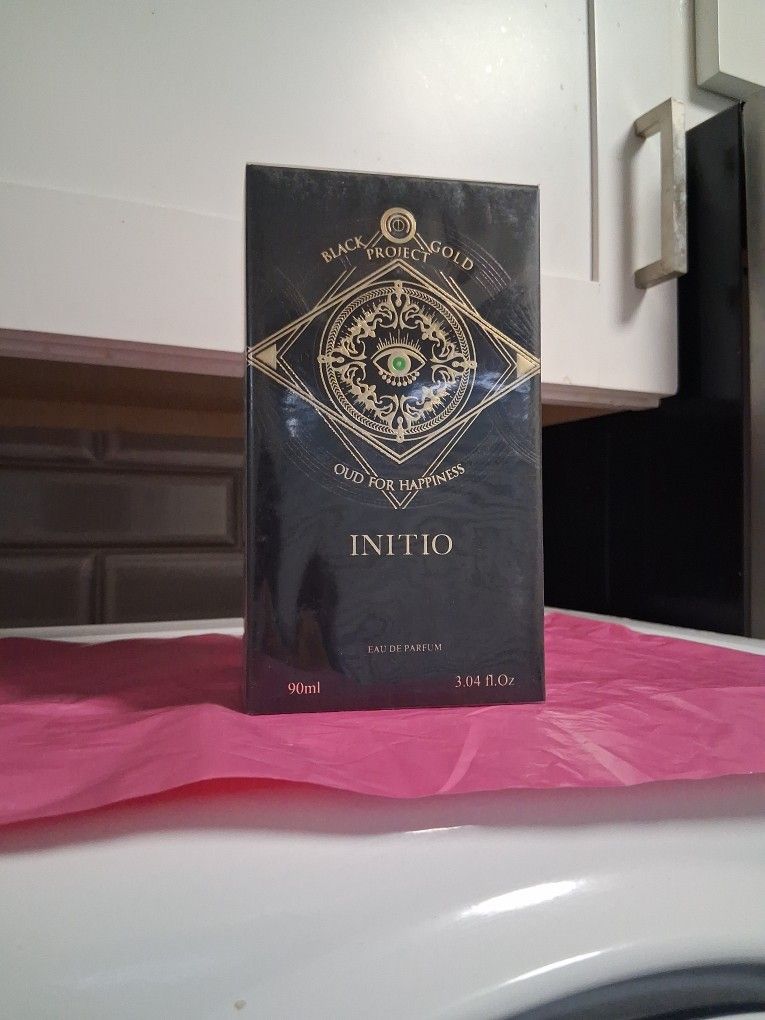 BLACK GOLD
PROJECT
OUD FOR HAPPINESS
INITIO
EAU DE PARFUM
90ml
3.04 fl.Oz